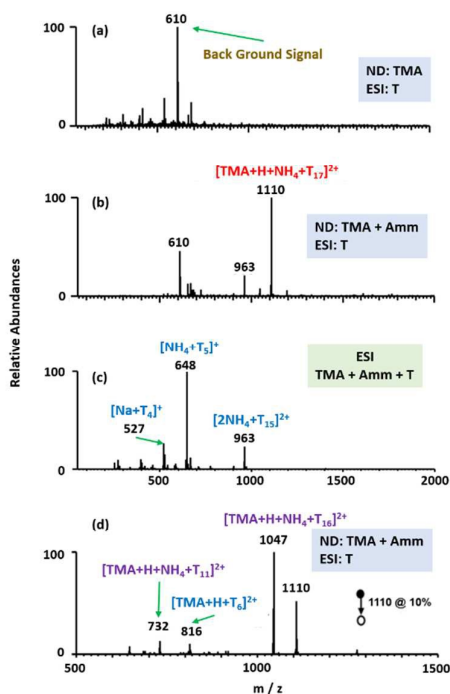 Relative Abundances
(a)
100
610
Back Ground Signal
ND: TMA
ESI: T
0
(b)
[TMA+H+NH₄+T₁₇]²⁺
100
1110
610
963
ND: TMA + Amm
ESI: T
0
(c)
[NH₄+T₅]⁺
100
648
ESI
TMA + Amm + T
[Na+T₄]⁺
527
[2NH₄+T₁₅]²⁺
963
0
500 1000 1500 2000
(d)
[TMA+H+NH₄+T₁₆]²⁺
100
1047
ND: TMA + Amm
ESI: T
[TMA+H+NH₄+T₁₁]²⁺
1110
1110 @ 10%
[TMA+H+T₆]²⁺
732
816
0
500 1000 1500
m / z